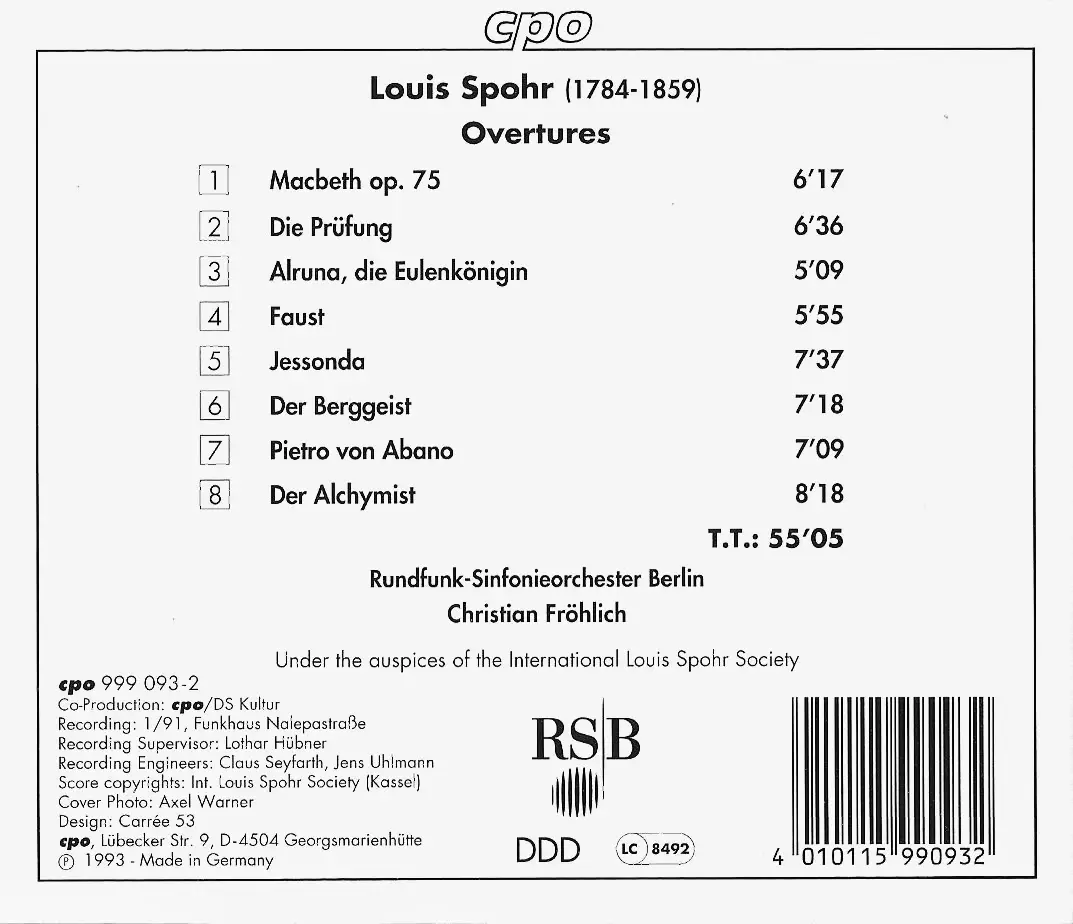 cpo
Louis Spohr (1784-1859)
Overtures
1 Macbeth op. 75 6'17
2 Die Prüfung 6'36
3 Alruna, die Eulenkönigin 5'09
4 Faust 5'55
5 Jessonda 7'37
6 Der Berggeist 7'18
7 Pietro von Abano 7'09
8 Der Alchymist 8'18
T.T.: 55'05
Rundfunk-Sinfonieorchester Berlin
Christian Fröhlich
Under the auspices of the International Louis Spohr Society
cpo 999 093-2
Co-Production: cpo/DS Kultur
Recording: 1/91, Funkhaus Nalepastraße
Recording Supervisor: Lothar Hübner
Recording Engineers: Claus Seyfarth, Jens Uhlmann
Score copyrights: Int. Louis Spohr Society (Kassel)
Cover Photo: Axel Warner
Design: Carrée 53
cpo, Lübecker Str. 9, D-4504 Georgsmarienhütte
℗ 1993 - Made in Germany
RSB
DDD
LC 8492
4 010115 990932